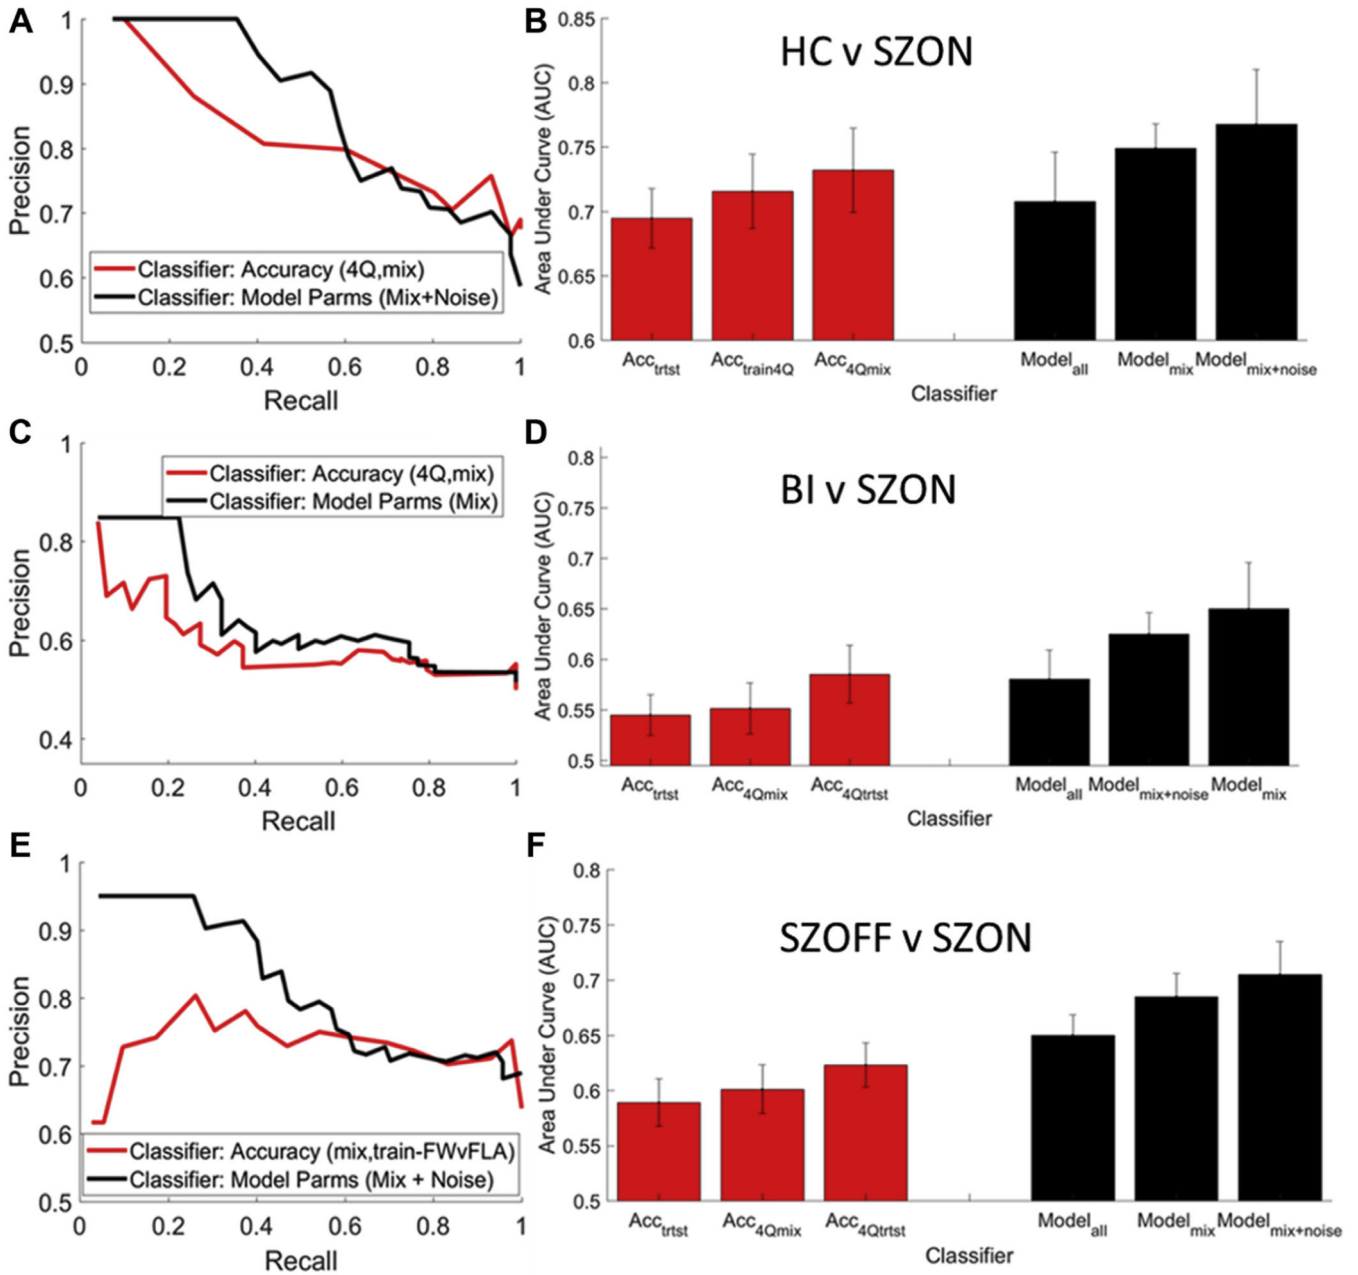 A
1
0.9
0.8
0.7
0.6
0.5
Precision
Classifier: Accuracy (4Q,mix)
Classifier: Model Parms (Mix+Noise)
0 0.2 0.4 0.6 0.8 1
Recall
B
HC v SZON
0.85
0.8
0.75
0.7
0.65
0.6
Area Under Curve (AUC)
Acctrtst Acctrain4Q Acc4Qmix Modelall Modelmix Modelmix+noise
Classifier
C
1
0.8
0.6
0.4
Precision
Classifier: Accuracy (4Q,mix)
Classifier: Model Parms (Mix)
0 0.2 0.4 0.6 0.8 1
Recall
D
BI v SZON
0.8
0.75
0.7
0.65
0.6
0.55
0.5
Area Under Curve (AUC)
Acctrtst Acc4Qmix Acc4Qtrtst Modelall Modelmix+noise Modelmix
Classifier
E
1
0.9
0.8
0.7
0.6
0.5
Precision
Classifier: Accuracy (mix,train-FWvFLA)
Classifier: Model Parms (Mix + Noise)
0 0.2 0.4 0.6 0.8 1
Recall
F
SZOFF v SZON
0.8
0.75
0.7
0.65
0.6
0.55
0.5
Area Under Curve (AUC)
Acctrtst Acc4Qmix Acc4Qtrtst Modelall Modelmix Modelmix+noise
Classifier